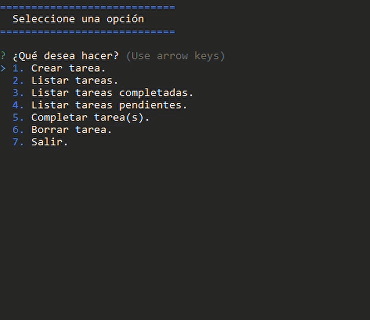 ============================
Seleccione una opción
============================
? ¿Qué desea hacer? (Use arrow keys)
> 1. Crear tarea.
2. Listar tareas.
3. Listar tareas completadas.
4. Listar tareas pendientes.
5. Completar tarea(s).
6. Borrar tarea.
7. Salir.